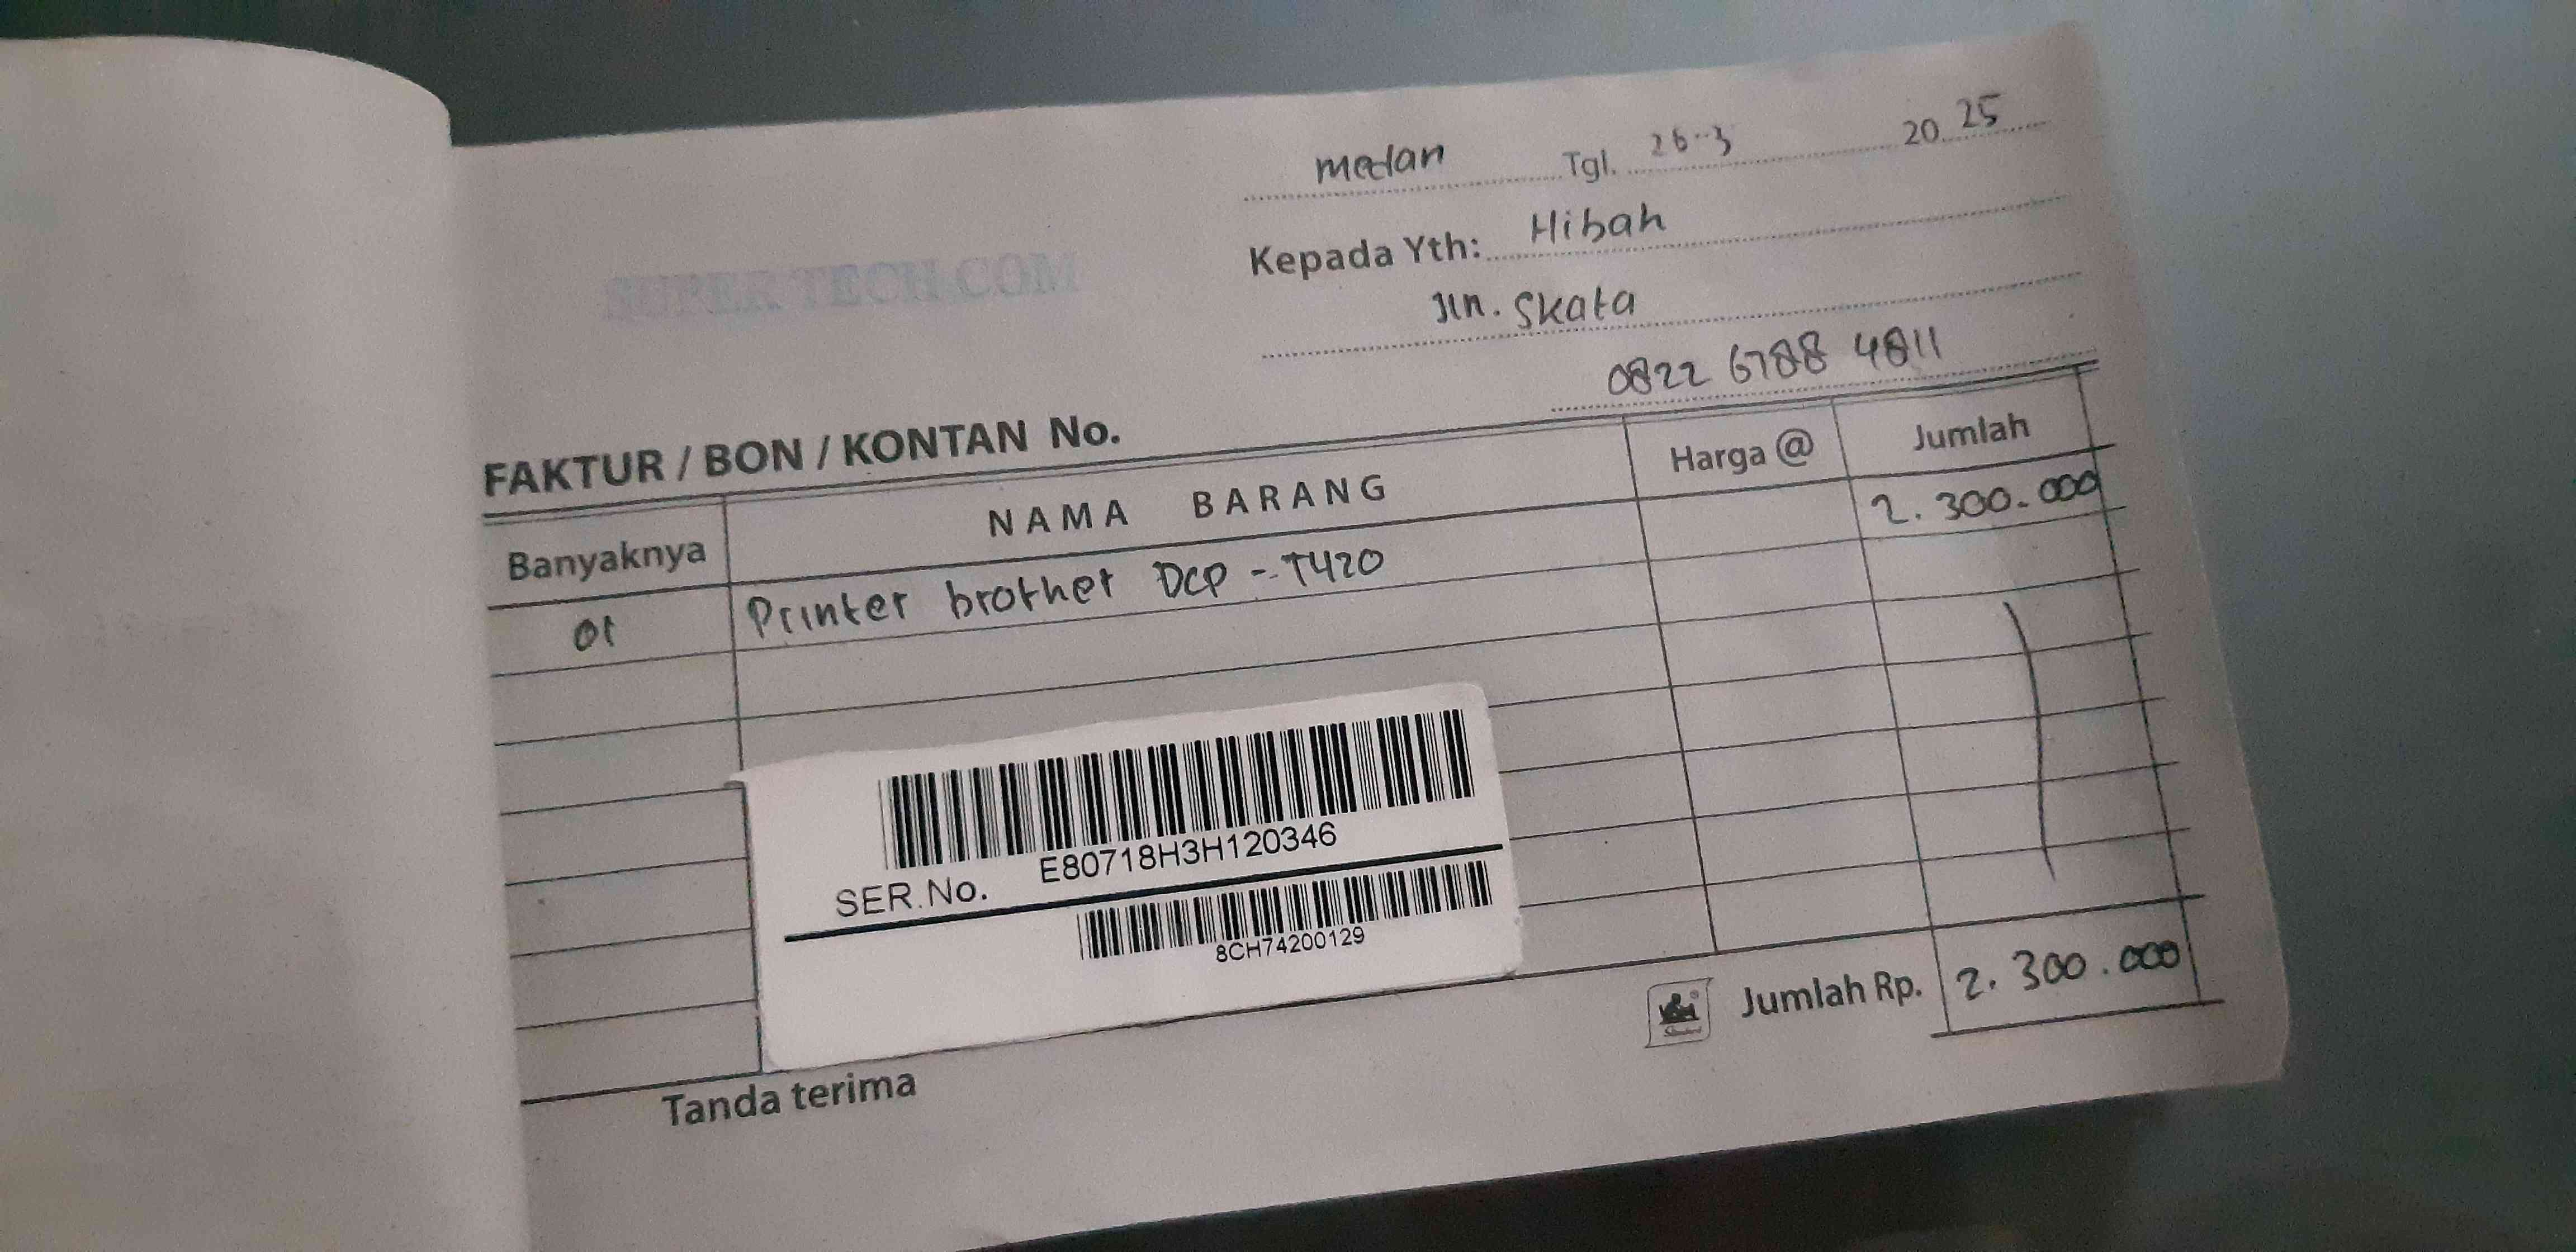 SUPER TECH.COM
medan Tgl. 26-3 20 25
Kepada Yth: Hibah
Jln. Skata
0822 6788 4811
FAKTUR / BON / KONTAN No.
Banyaknya NAMA BARANG Harga @ Jumlah
01 Printer brother DCP - T420 2.300.000
E80718H3H120346
SER.No.
8CH74200129
Jumlah Rp. 2.300.000
Tanda terima